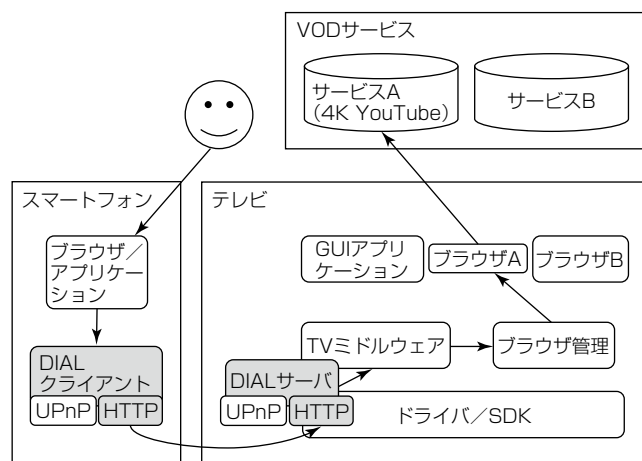 VODサービス
サービスA
(4K YouTube)
サービスB
スマートフォン
テレビ
ブラウザ／
アプリケー
ション
GUIアプリ
ケーション
ブラウザA
ブラウザB
DIAL
クライアント
UPnP
HTTP
TVミドルウェア
ブラウザ管理
DIALサーバ
UPnP
HTTP
ドライバ／SDK